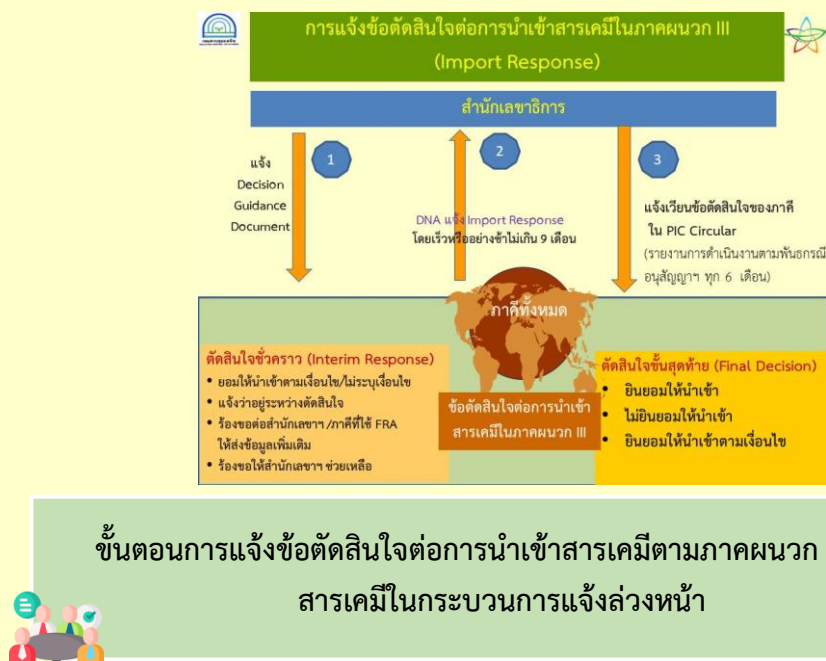 การแจ้งข้อตัดสินใจต่อการนำเข้าสารเคมีในภาคผนวก III
(Import Response)
สำนักเลขาธิการ
1
แจ้ง
Decision
Guidance
Document
2
DNA แจ้ง Import Response
โดยเร็วหรืออย่างช้าไม่เกิน 9 เดือน
3
แจ้งเวียนข้อตัดสินใจของภาคี
ใน PIC Circular
(รายงานการดำเนินงานตามพันธกรณี
อนุสัญญาฯ ทุก 6 เดือน)
ภาคีทั้งหมด
ตัดสินใจชั่วคราว (Interim Response)
• ยอมให้นำเข้าตามเงื่อนไข/ไม่ระบุเงื่อนไข
• แจ้งว่าอยู่ระหว่างตัดสินใจ
• ร้องขอต่อสำนักเลขาฯ /ภาคีที่ใช้ FRA
ให้ส่งข้อมูลเพิ่มเติม
• ร้องขอให้สำนักเลขาฯ ช่วยเหลือ
ข้อตัดสินใจต่อการนำเข้า
สารเคมีในภาคผนวก III
ตัดสินใจขั้นสุดท้าย (Final Decision)
• ยินยอมให้นำเข้า
• ไม่ยินยอมให้นำเข้า
• ยินยอมให้นำเข้าตามเงื่อนไข
ขั้นตอนการแจ้งข้อตัดสินใจต่อการนำเข้าสารเคมีตามภาคผนวก
สารเคมีในกระบวนการแจ้งล่วงหน้า